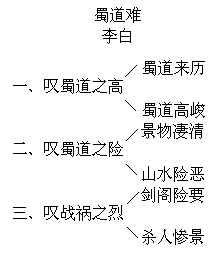 蜀道难
李白
蜀道来历
一、叹蜀道之高
蜀道高峻
景物凄清
二、叹蜀道之险
山水险恶
剑阁险要
三、叹战祸之烈
杀人惨景